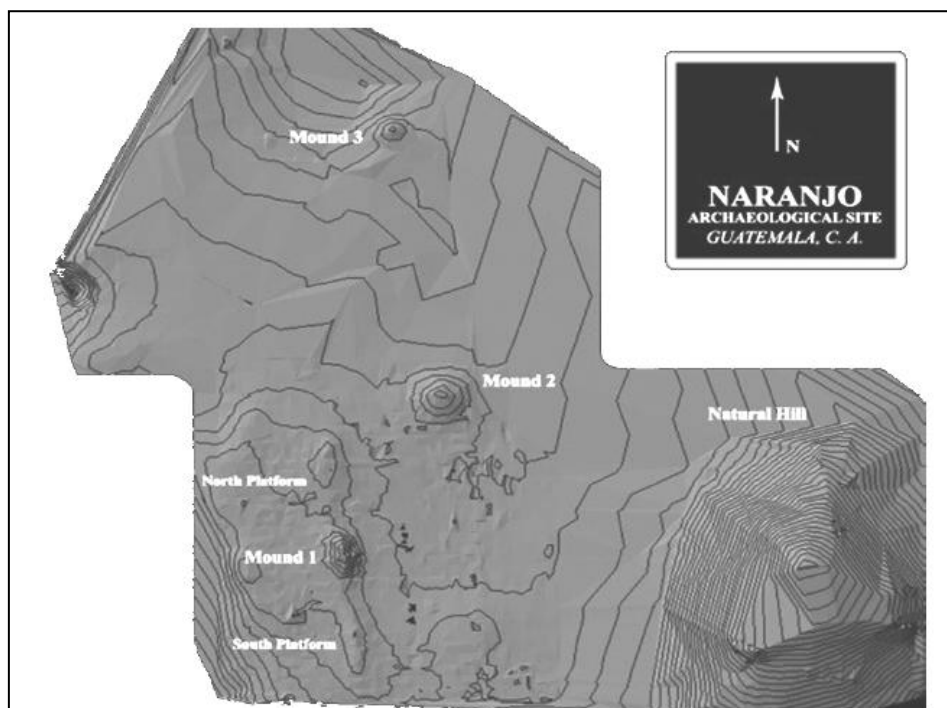 Mound 3
N
NARANJO
ARCHAEOLOGICAL SITE
GUATEMALA, C. A.
Mound 2
Natural Hill
North Platform
Mound 1
South Platform